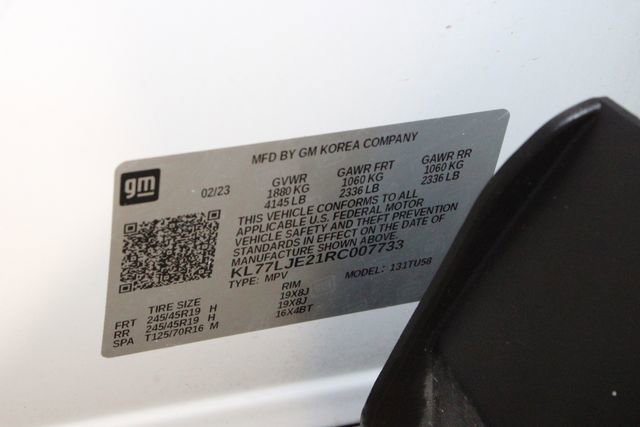 MFD BY GM KOREA COMPANY
gm
02/23
GVWR GAWR FRT GAWR RR
1880 KG 1060 KG 1060 KG
4145 LB 2336 LB 2336 LB
THIS VEHICLE CONFORMS TO ALL
APPLICABLE U.S. FEDERAL MOTOR
VEHICLE SAFETY AND THEFT PREVENTION
STANDARDS IN EFFECT ON THE DATE OF
MANUFACTURE SHOWN ABOVE.
KL77LJE21RC007733
TYPE: MPV MODEL: 131TU58
TIRE SIZE RIM
FRT 245/45R19 H 19X8J
RR 245/45R19 H 19X8J
SPA T125/70R16 M 16X4BT